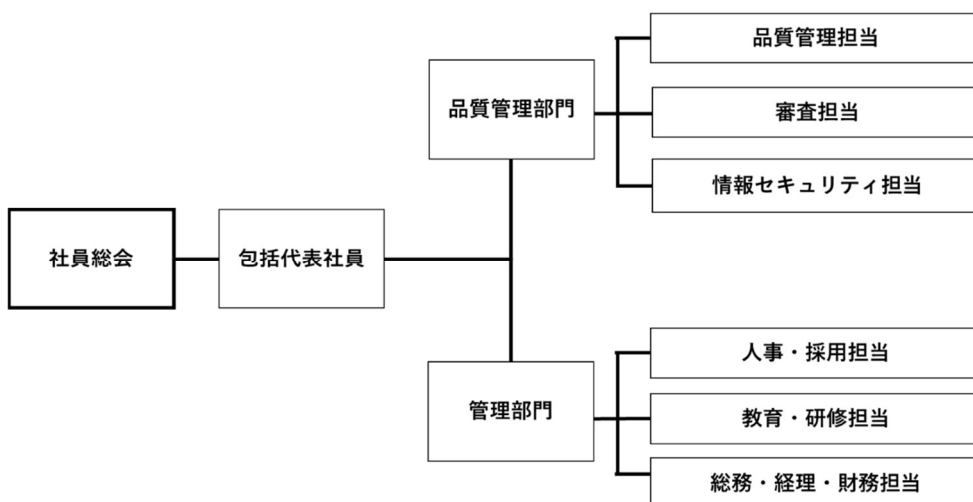 品質管理担当
品質管理部門
審査担当
情報セキュリティ担当
社員総会
包括代表社員
人事・採用担当
管理部門
教育・研修担当
総務・経理・財務担当